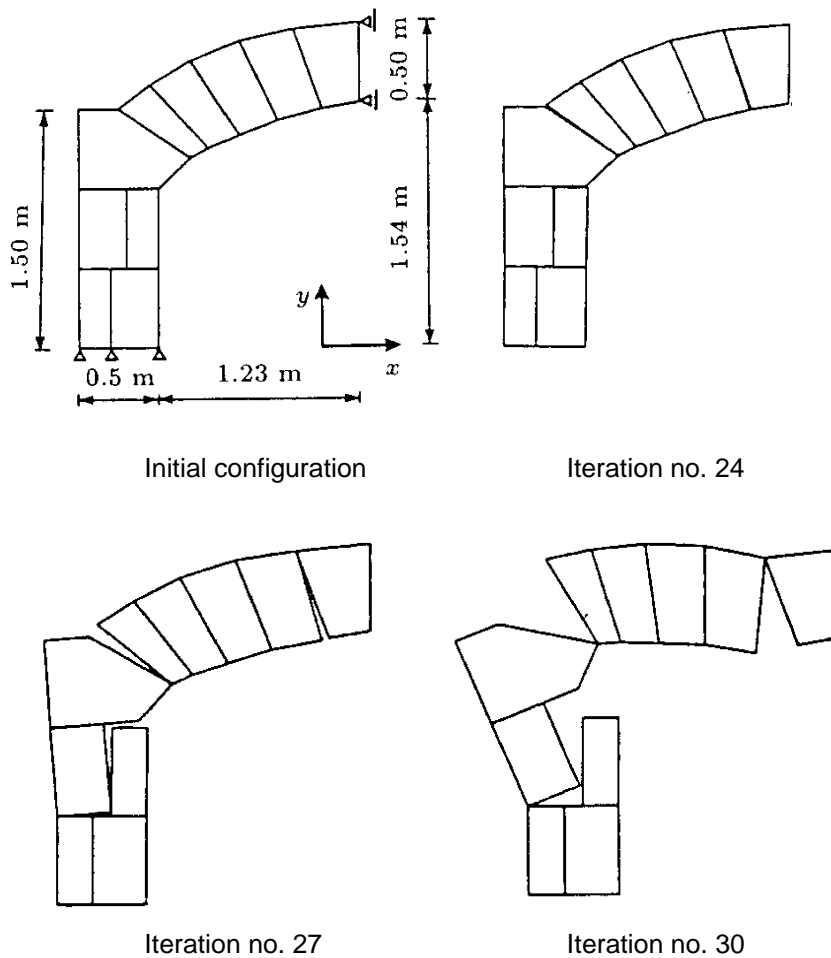 0.50 m
1.50 m
1.54 m
y
x
0.5 m
1.23 m
Initial configuration
Iteration no. 24
Iteration no. 27
Iteration no. 30